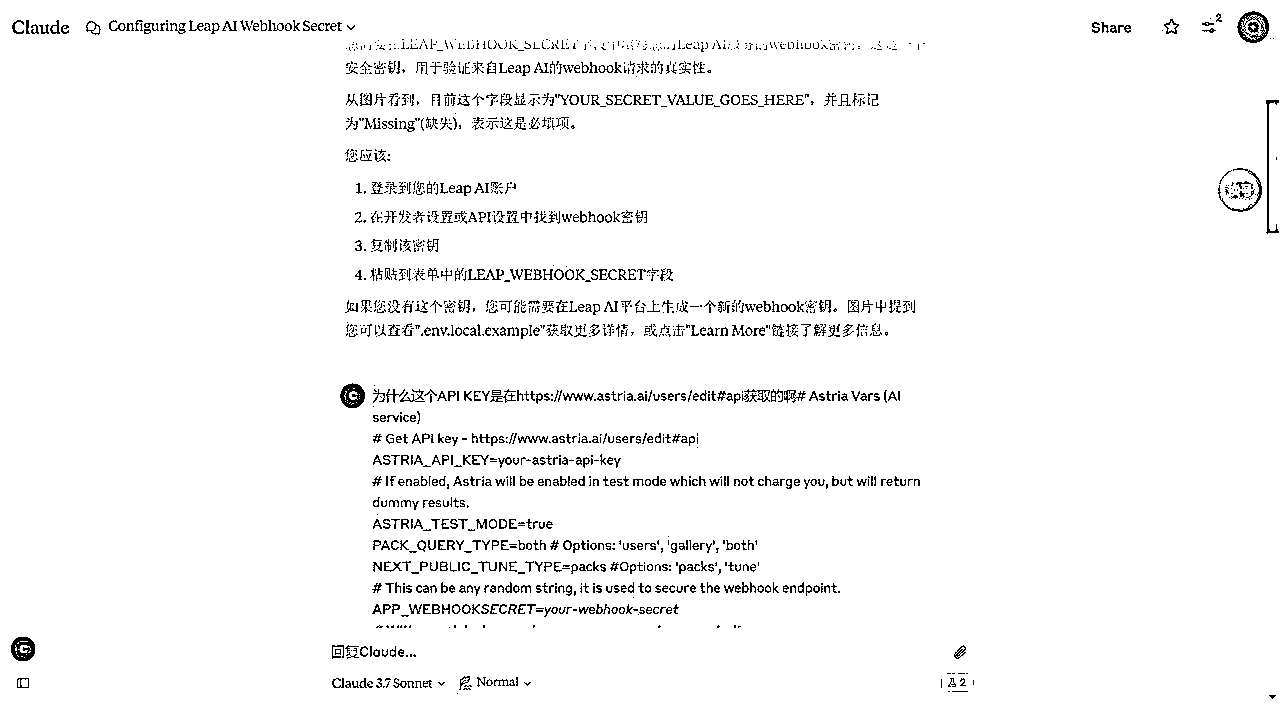 Claude
Configuring Leap AI Webhook Secret
Share
2
安全密钥，用于验证来自Leap AI的webhook请求的真实性。
从图片看到，目前这个字段显示为"YOUR_SECRET_VALUE_GOES_HERE"，并且标记
为"Missing"(缺失)，表示这是必填项。
您应该:
1. 登录到您的Leap AI账户
2. 在开发者设置或API设置中找到webhook密钥
3. 复制该密钥
4. 粘贴到表单中的LEAP_WEBHOOK_SECRET字段
如果您没有这个密钥，您可能需要在Leap AI平台上生成一个新的webhook密钥。图片中提到
您可以查看".env.local.example"获取更多详情，或点击"Learn More"链接了解更多信息。
为什么这个API KEY是在https://www.astria.ai/users/edit#api获取的啊# Astria Vars (AI
service)
# Get API key - https://www.astria.ai/users/edit#api
ASTRIA_API_KEY=your-astria-api-key
# If enabled, Astria will be enabled in test mode which will not charge you, but will return
dummy results.
ASTRIA_TEST_MODE=true
PACK_QUERY_TYPE=both # Options: 'users', 'gallery', 'both'
NEXT_PUBLIC_TUNE_TYPE=packs #Options: 'packs', 'tune'
# This can be any random string, it is used to secure the webhook endpoint.
APP_WEBHOOKSECRET=your-webhook-secret
回复Claude...
Claude 3.7 Sonnet
Normal
2